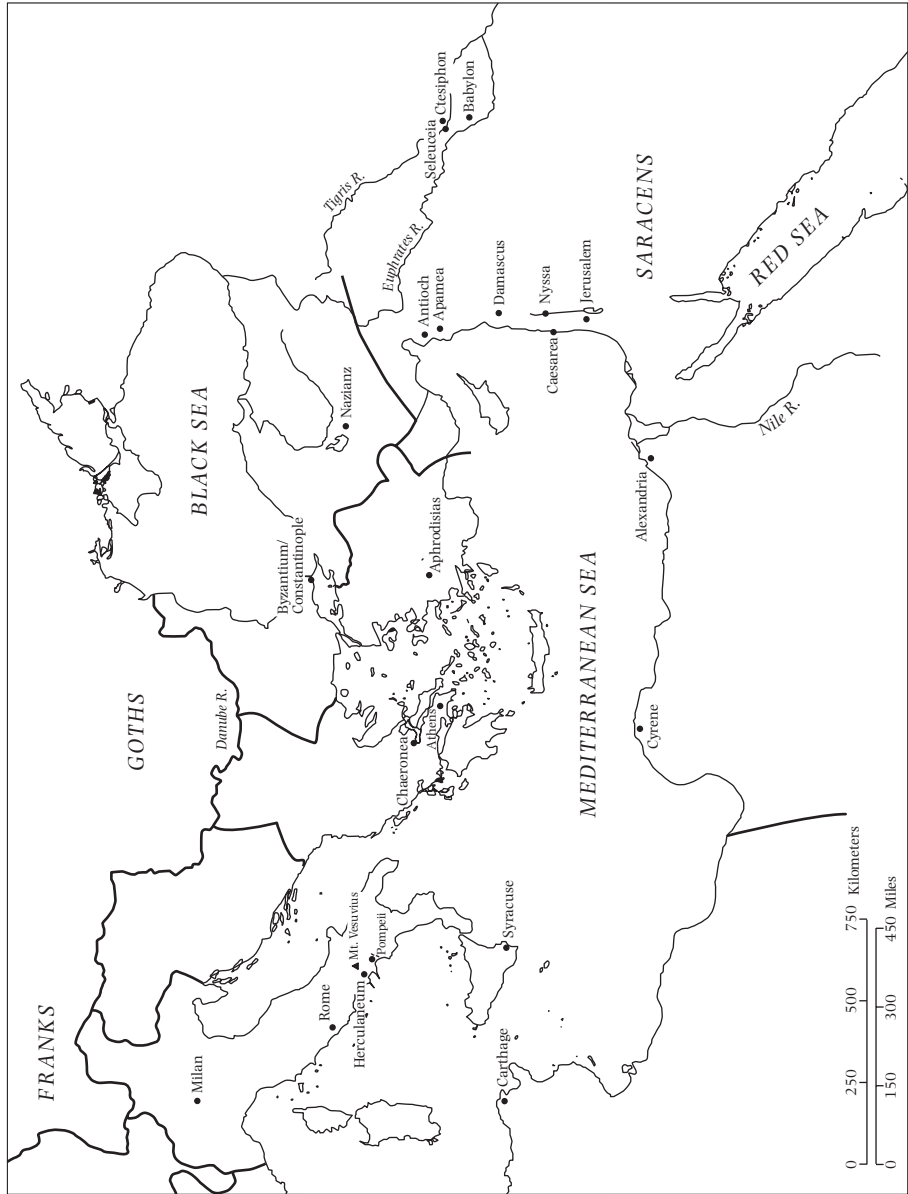 FRANKS
GOTHS
Danube R.
BLACK SEA
Milan
Rome
Mt. Vesuvius
Herculaneum
Pompeii
Byzantium/
Constantinople
Nazianz
Tigris R.
Euphrates R.
Seleuceia
Ctesiphon
Babylon
Chaeronea
Athens
Aphrodisias
Antioch
Apamea
Damascus
Carthage
Syracuse
MEDITERRANEAN SEA
Nyssa
Caesarea
Jerusalem
SARACENS
Cyrene
Alexandria
Nile R.
RED SEA
0 250 500 750 Kilometers
0 150 300 450 Miles